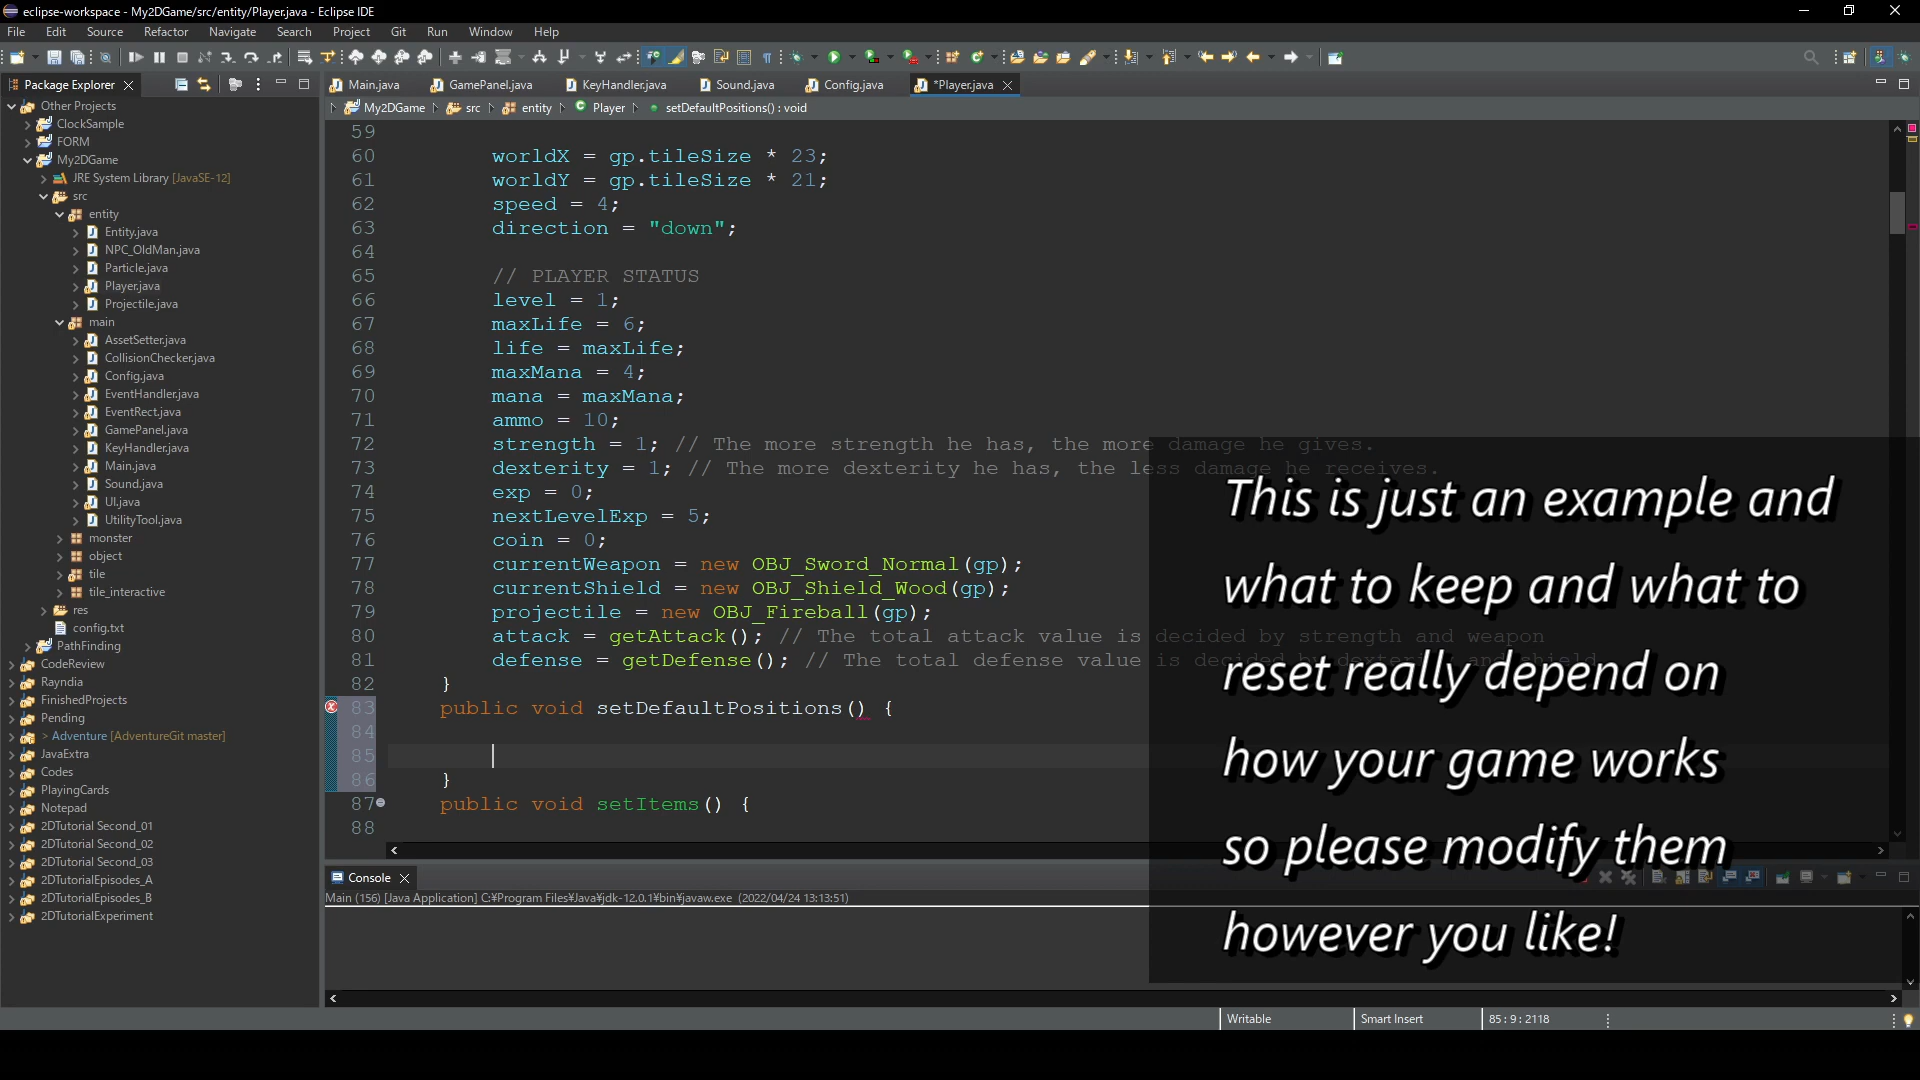 eclipse-workspace - My2DGame/src/entity/Player.java - Eclipse IDE
File Edit Source Refactor Navigate Search Project Git Run Window Help
Package Explorer
Main.java GamePanel.java KeyHandler.java Sound.java Config.java *Player.java
My2DGame src entity Player setDefaultPositions() : void
Other Projects
ClockSample
FORM
My2DGame
JRE System Library [JavaSE-12]
src
entity
Entity.java
NPC_OldMan.java
Particle.java
Player.java
Projectile.java
main
AssetSetter.java
CollisionChecker.java
Config.java
EventHandler.java
EventRect.java
GamePanel.java
KeyHandler.java
Main.java
Sound.java
UI.java
UtilityTool.java
monster
object
tile
tile_interactive
res
config.txt
PathFinding
CodeReview
Rayndia
FinishedProjects
Pending
> Adventure [AdventureGit master]
JavaExtra
Codes
PlayingCards
Notepad
2DTutorial Second_01
2DTutorial Second_02
2DTutorial Second_03
2DTutorialEpisodes_A
2DTutorialEpisodes_B
2DTutorialExperiment
59
60 worldX = gp.tileSize * 23;
61 worldY = gp.tileSize * 21;
62 speed = 4;
63 direction = "down";
64
65 // PLAYER STATUS
66 level = 1;
67 maxLife = 6;
68 life = maxLife;
69 maxMana = 4;
70 mana = maxMana;
71 ammo = 10;
72 strength = 1; // The more strength he has, the more damage he gives.
73 dexterity = 1; // The more dexterity he has, the less damage he receives.
74 exp = 0;
75 nextLevelExp = 5;
76 coin = 0;
77 currentWeapon = new OBJ_Sword_Normal(gp);
78 currentShield = new OBJ_Shield_Wood(gp);
79 projectile = new OBJ_Fireball(gp);
80 attack = getAttack(); // The total attack value is decided by strength and weapon
81 defense = getDefense(); // The total defense value is decided by dexterity and shield
82 }
83 public void setDefaultPositions() {
84
85
86 }
87 public void setItems() {
88
This is just an example and
what to keep and what to
reset really depend on
how your game works
so please modify them
however you like!
Console
Main (156) [Java Application] C:¥Program Files¥Java¥jdk-12.0.1¥bin¥javaw.exe (2022/04/24 13:13:51)
Writable Smart Insert 85 : 9 : 2118